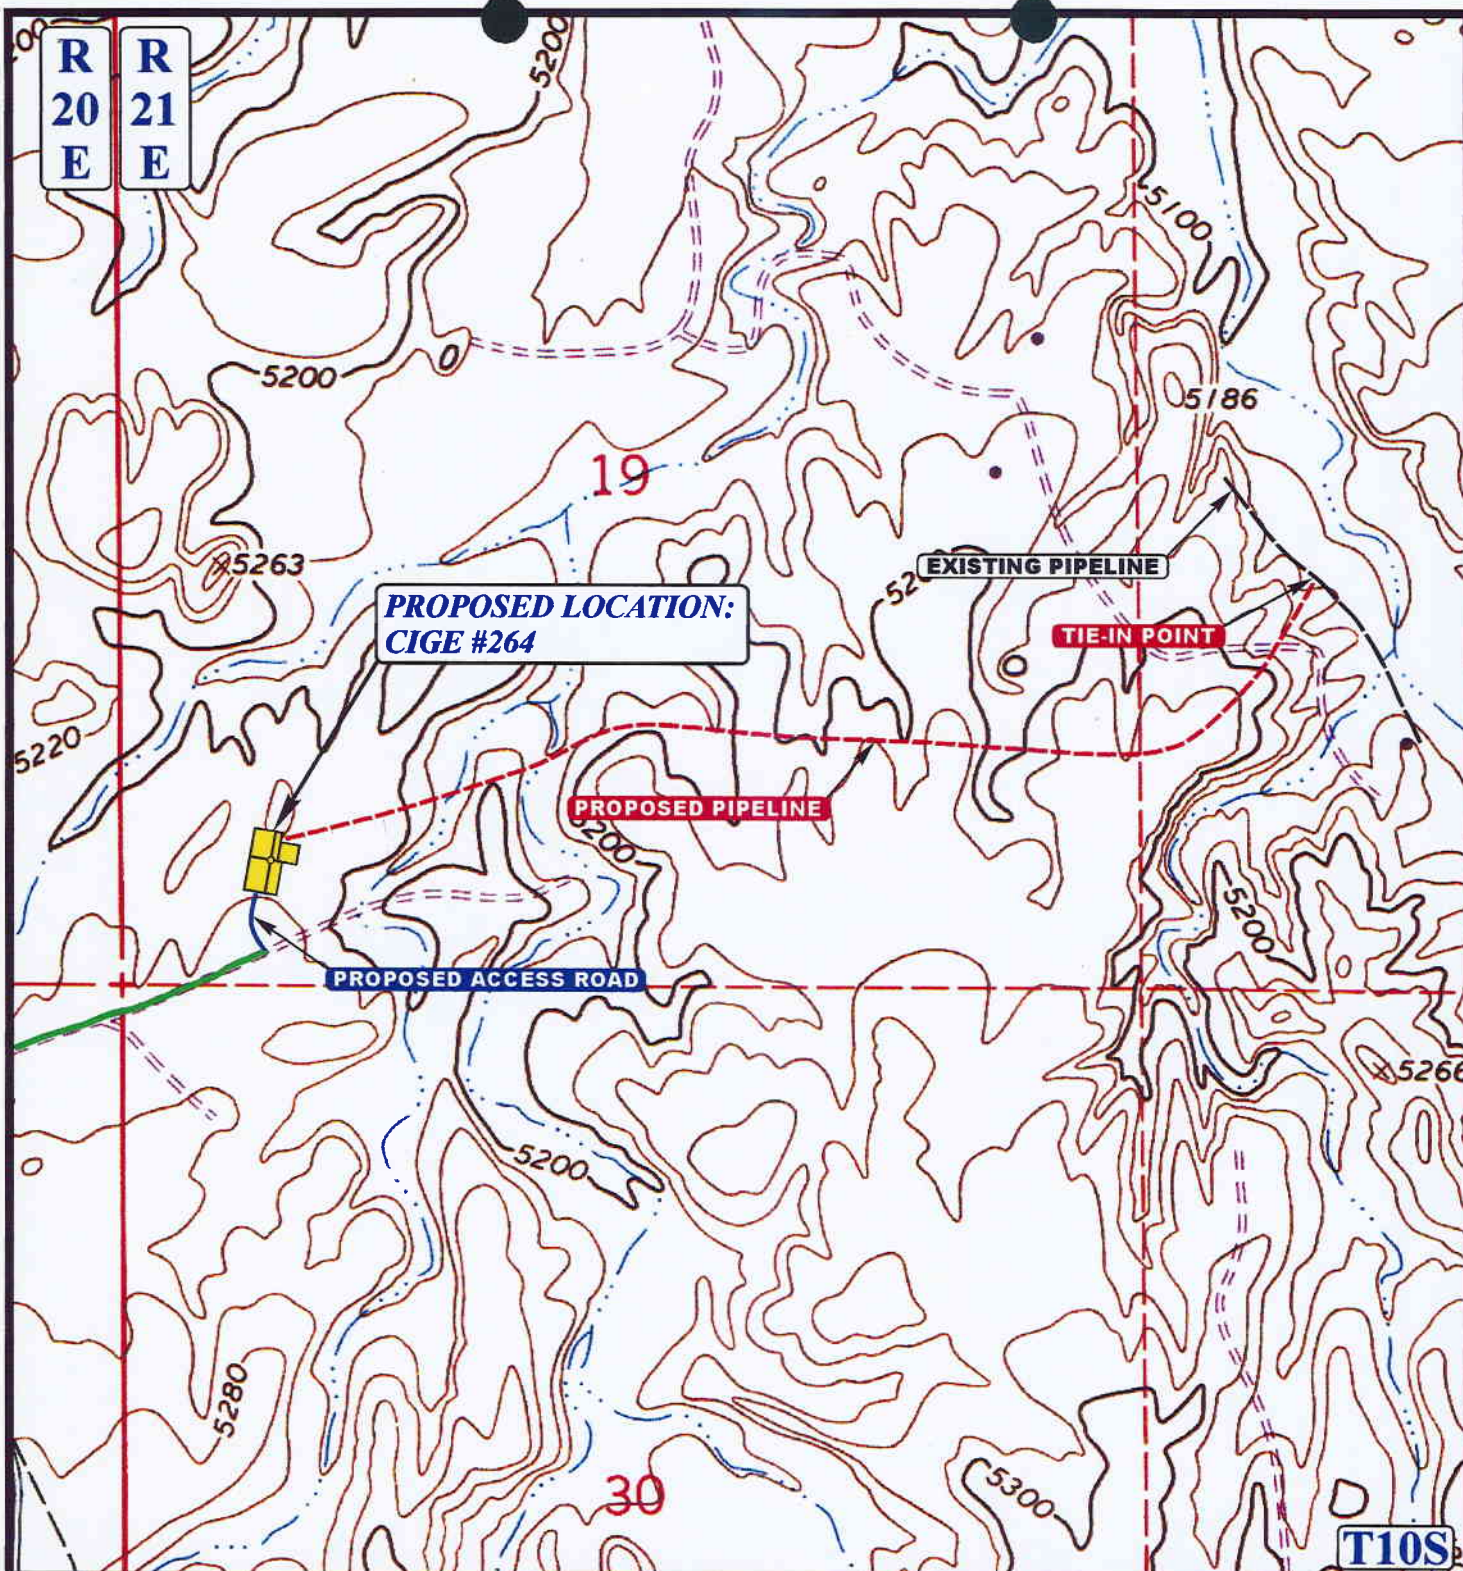 R
20
E
R
21
E
5200
5100
5200
5186
19
5263
EXISTING PIPELINE
PROPOSED LOCATION:
CIGE #264
TIE-IN POINT
5220
PROPOSED PIPELINE
5200
5200
PROPOSED ACCESS ROAD
5266
5200
5280
30
5300
T10S